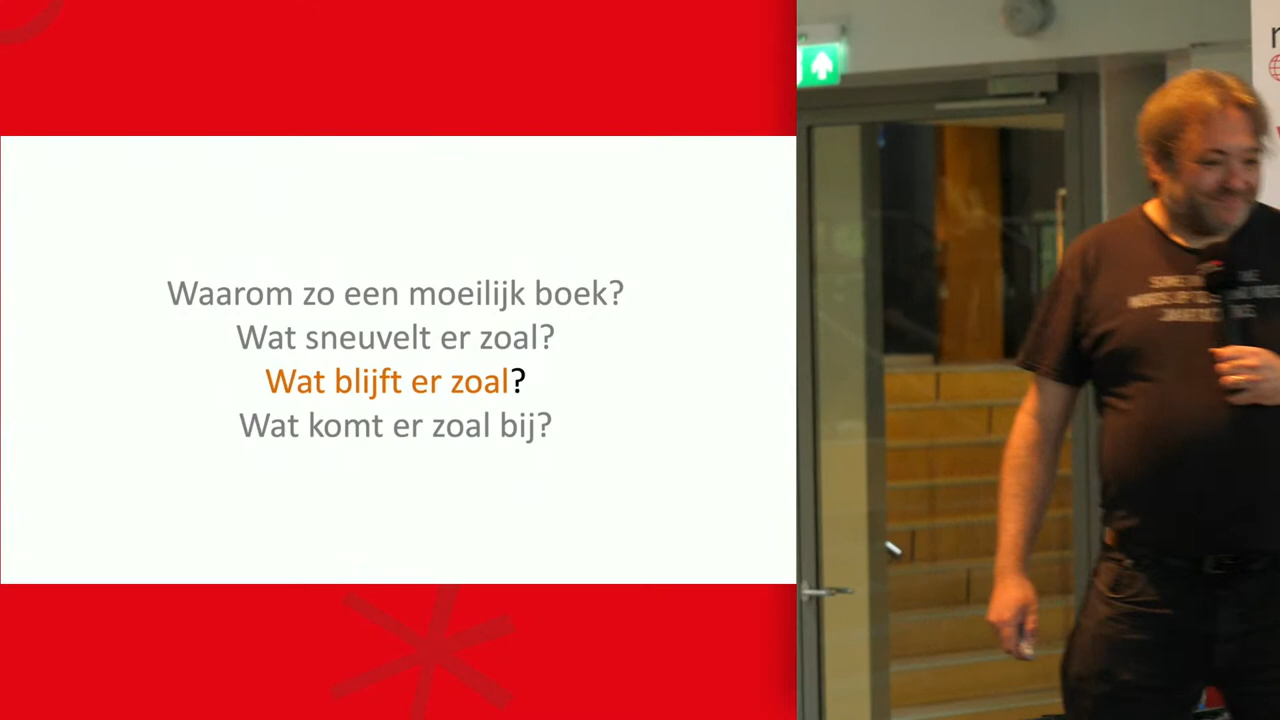 Waarom zo een moeilijk boek?
Wat sneuvelt er zoal?
Wat blijft er zoal?
Wat komt er zoal bij?